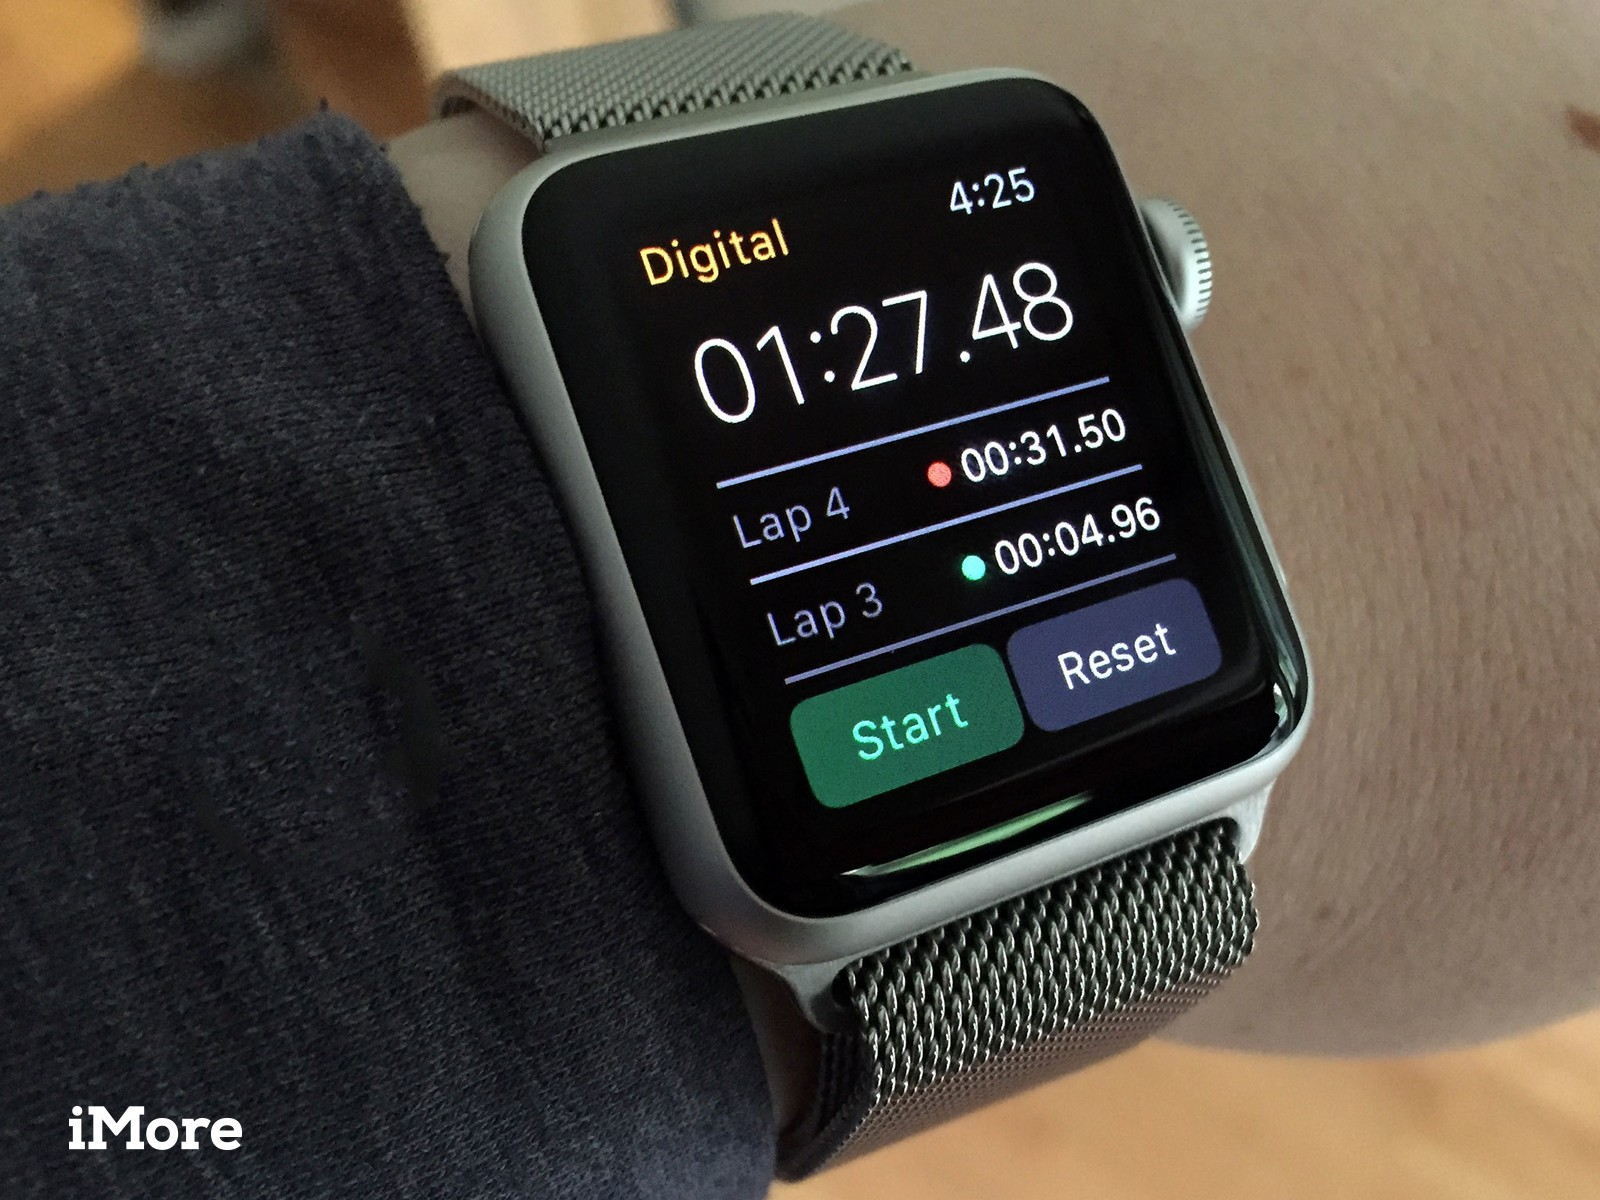 4:25
Digital
01:27.48
Lap 4 00:31.50
Lap 3 00:04.96
Start Reset
iMore